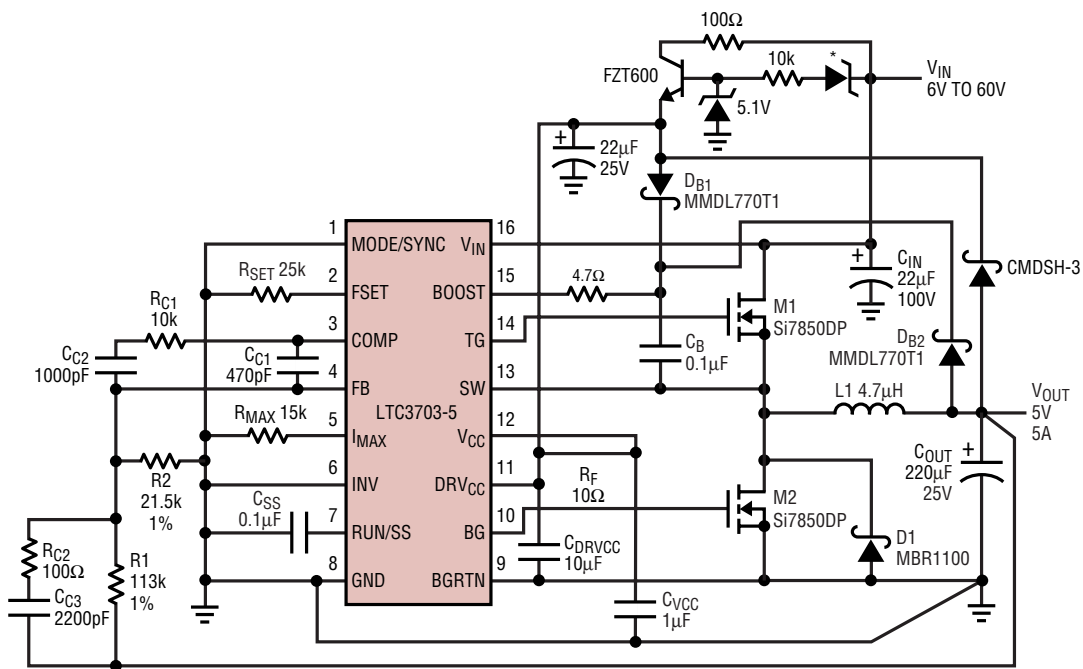 100Ω
10k
*
FZT600
V_IN
6V TO 60V
5.1V
+
22µF
25V
D_B1
MMDL770T1
1
MODE/SYNC
V_IN
16
R_SET 25k
2
FSET
BOOST
15
4.7Ω
+
C_IN
22µF
100V
CMDSH-3
R_C1
10k
3
COMP
TG
14
M1
Si7850DP
C_C2
1000pF
C_C1
470pF
4
FB
SW
13
C_B
0.1µF
D_B2
MMDL770T1
LTC3703-5
L1 4.7µH
V_OUT
5V
5A
R_MAX 15k
5
I_MAX
V_CC
12
R2
21.5k
1%
6
INV
DRV_CC
11
R_F
10Ω
C_OUT
220µF
25V
+
C_SS
0.1µF
7
RUN/SS
BG
10
M2
Si7850DP
R_C2
100Ω
R1
113k
1%
8
GND
BGRTN
9
C_DRVCC
10µF
D1
MBR1100
C_C3
2200pF
C_VCC
1µF